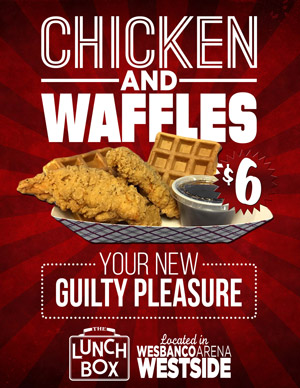 CHICKEN
AND
WAFFLES
$6
YOUR NEW
GUILTY PLEASURE
THE
LUNCH
BOX
Located in
WESBANCO ARENA
WESTSIDE